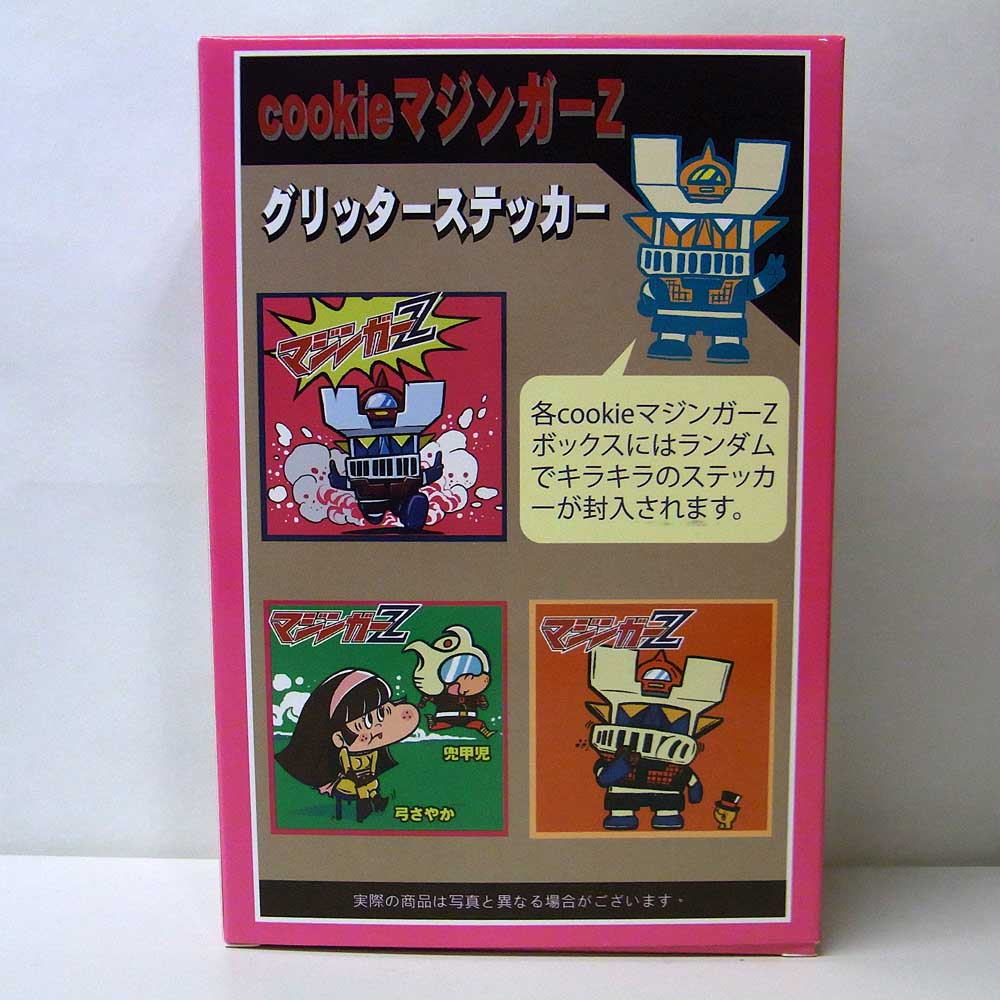 cookieマジンガーZ
グリッターステッカー
マジンガーZ
各cookieマジンガーZ
ボックスにはランダム
でキラキラのステッカ
ーが封入されます。
マジンガーZ
兜甲児
弓さやか
マジンガーZ
実際の商品は写真と異なる場合がございます。